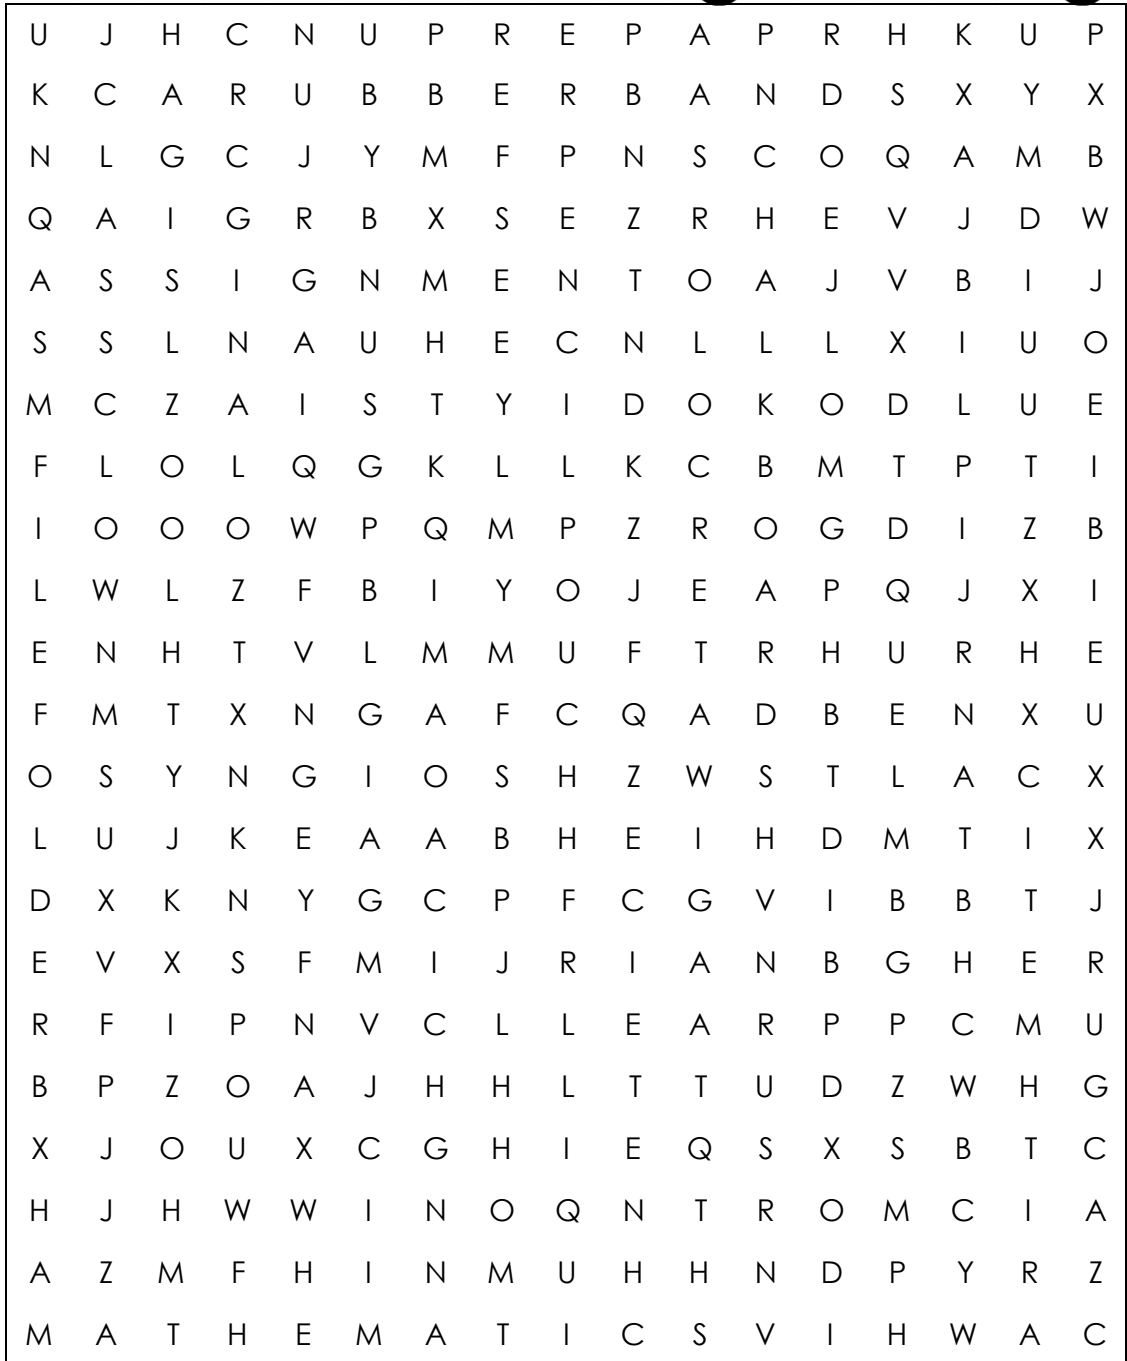 U J H C N U P R E P A P R H K U P
K C A R U B B E R B A N D S X Y X
N L G C J Y M F P N S C O Q A M B
Q A I G R B X S E Z R H E V J D W
A S S I G N M E N T O A J V B I J
S S L N A U H E C N L L L X I U O
M C Z A I S T Y I D O K O D L U E
F L O L Q G K L L K C B M T P T I
I O O O W P Q M P Z R O G D I Z B
L W L Z F B I Y O J E A P Q J X I
E N H T V L M M U F T R H U R H E
F M T X N G A F C Q A D B E N X U
O S Y N G I O S H Z W S T L A C X
L U J K E A A B H E I H D M T I X
D X K N Y G C P F C G V I B B T J
E V X S F M I J R I A N B G H E R
R F I P N V C L L E A R P P C M U
B P Z O A J H H L T T U D Z W H G
X J O U X C G H I E Q S X S B T C
H J H W W I N O Q N T R O M C I A
A Z M F H I N M U H H N D P Y R Z
M A T H E M A T I C S V I H W A C